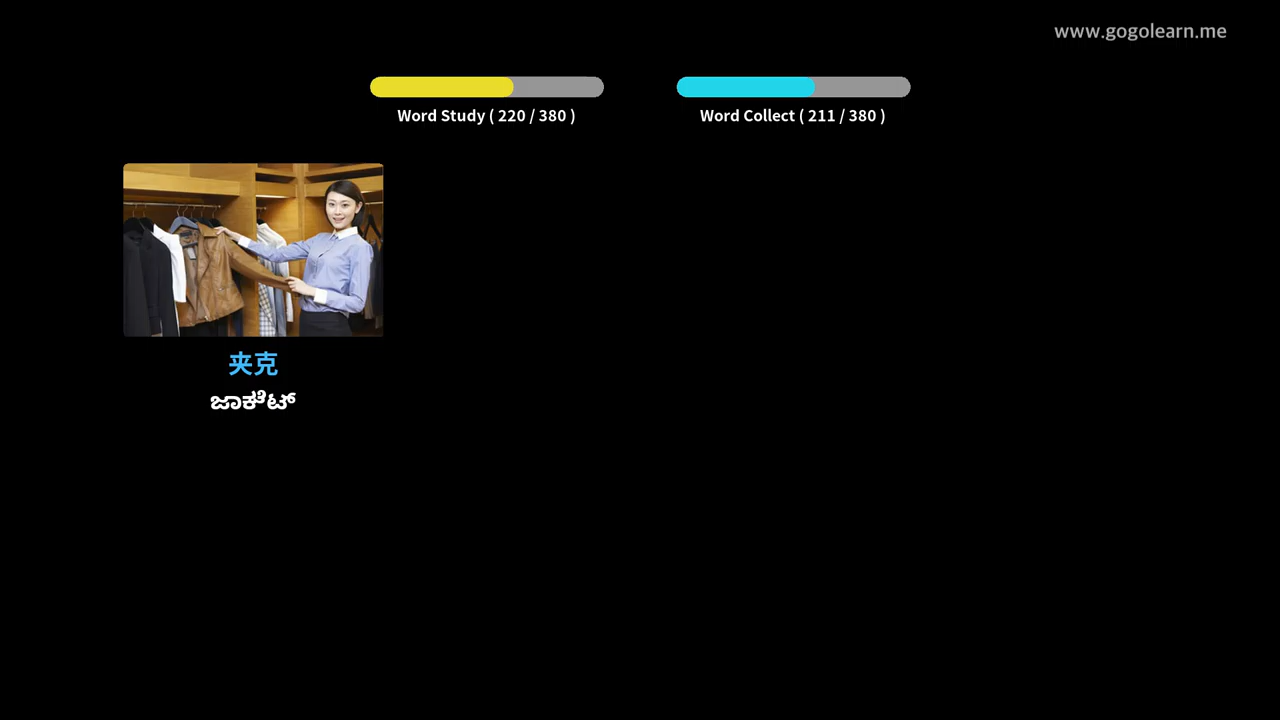 www.gogolearn.me
Word Study ( 220 / 380 )
Word Collect ( 211 / 380 )
夹克
ಜಾಕೆಟ್